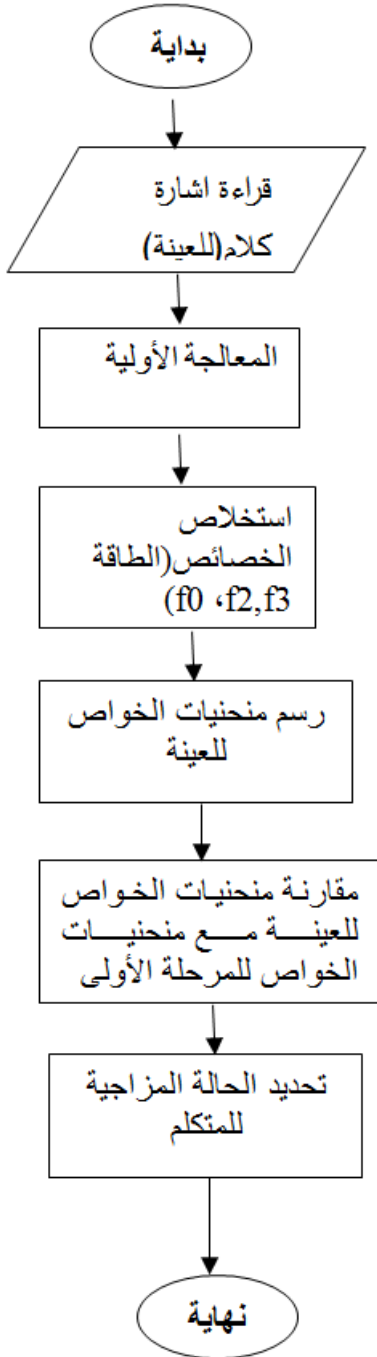 بداية
قراءة اشارة
كلام(للعينة)
المعالجة الأولية
استخلاص
الخصائص(الطاقة
f0 ،f2,f3)
رسم منحنيات الخواص
للعينة
مقارنة منحنيات الخواص
للعينة مع منحنيات
الخواص للمرحلة الأولى
تحديد الحالة المزاجية
للمتكلم
نهاية